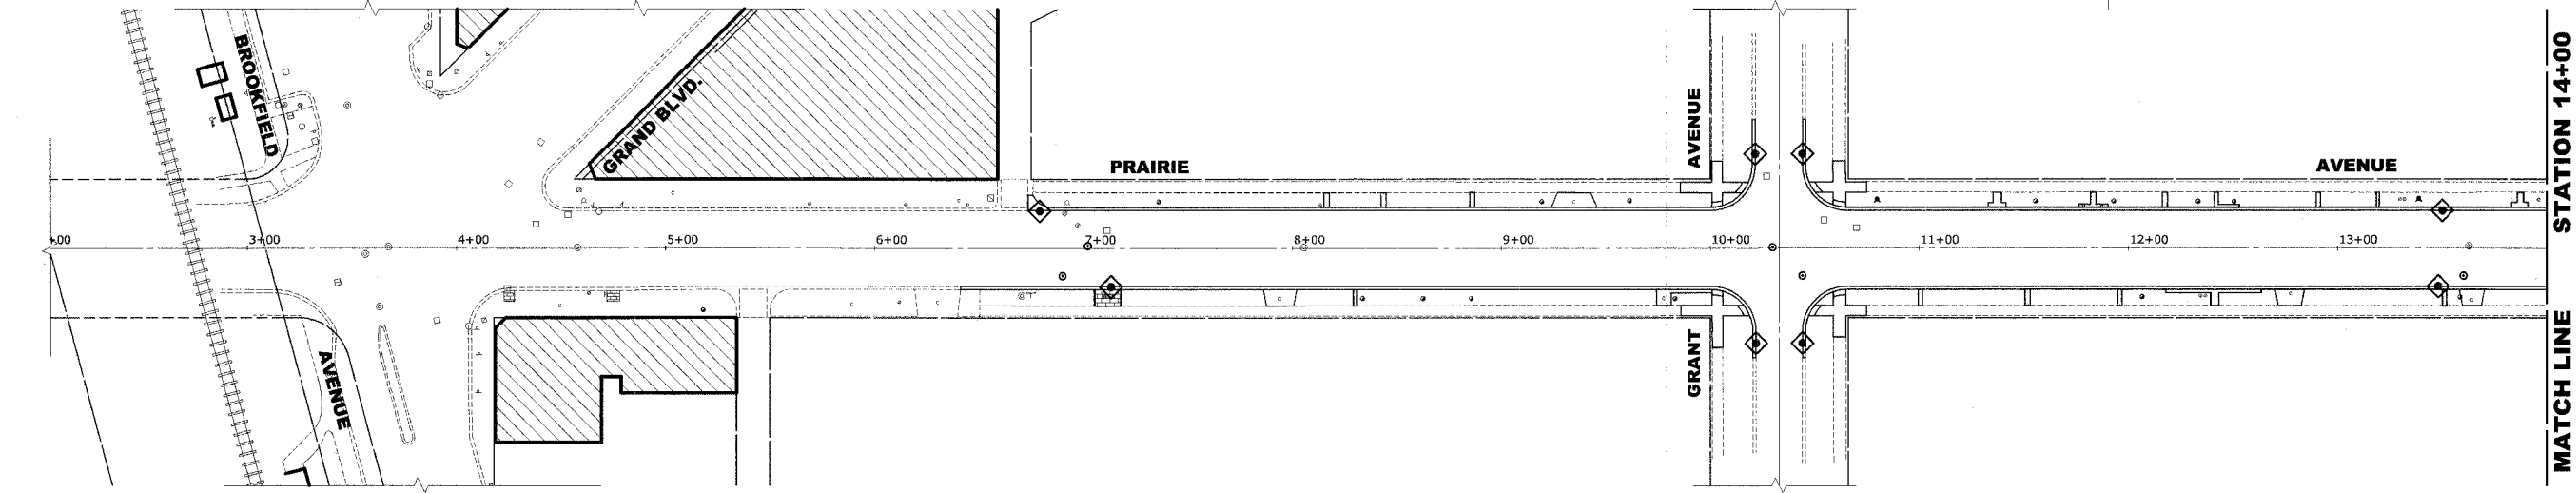 BROOKFIELD
AVENUE
GRAND BLVD.
PRAIRIE
AVENUE
GRANT
AVENUE
3+00
4+00
5+00
6+00
7+00
8+00
9+00
10+00
11+00
12+00
13+00
MATCH LINE STATION 14+00